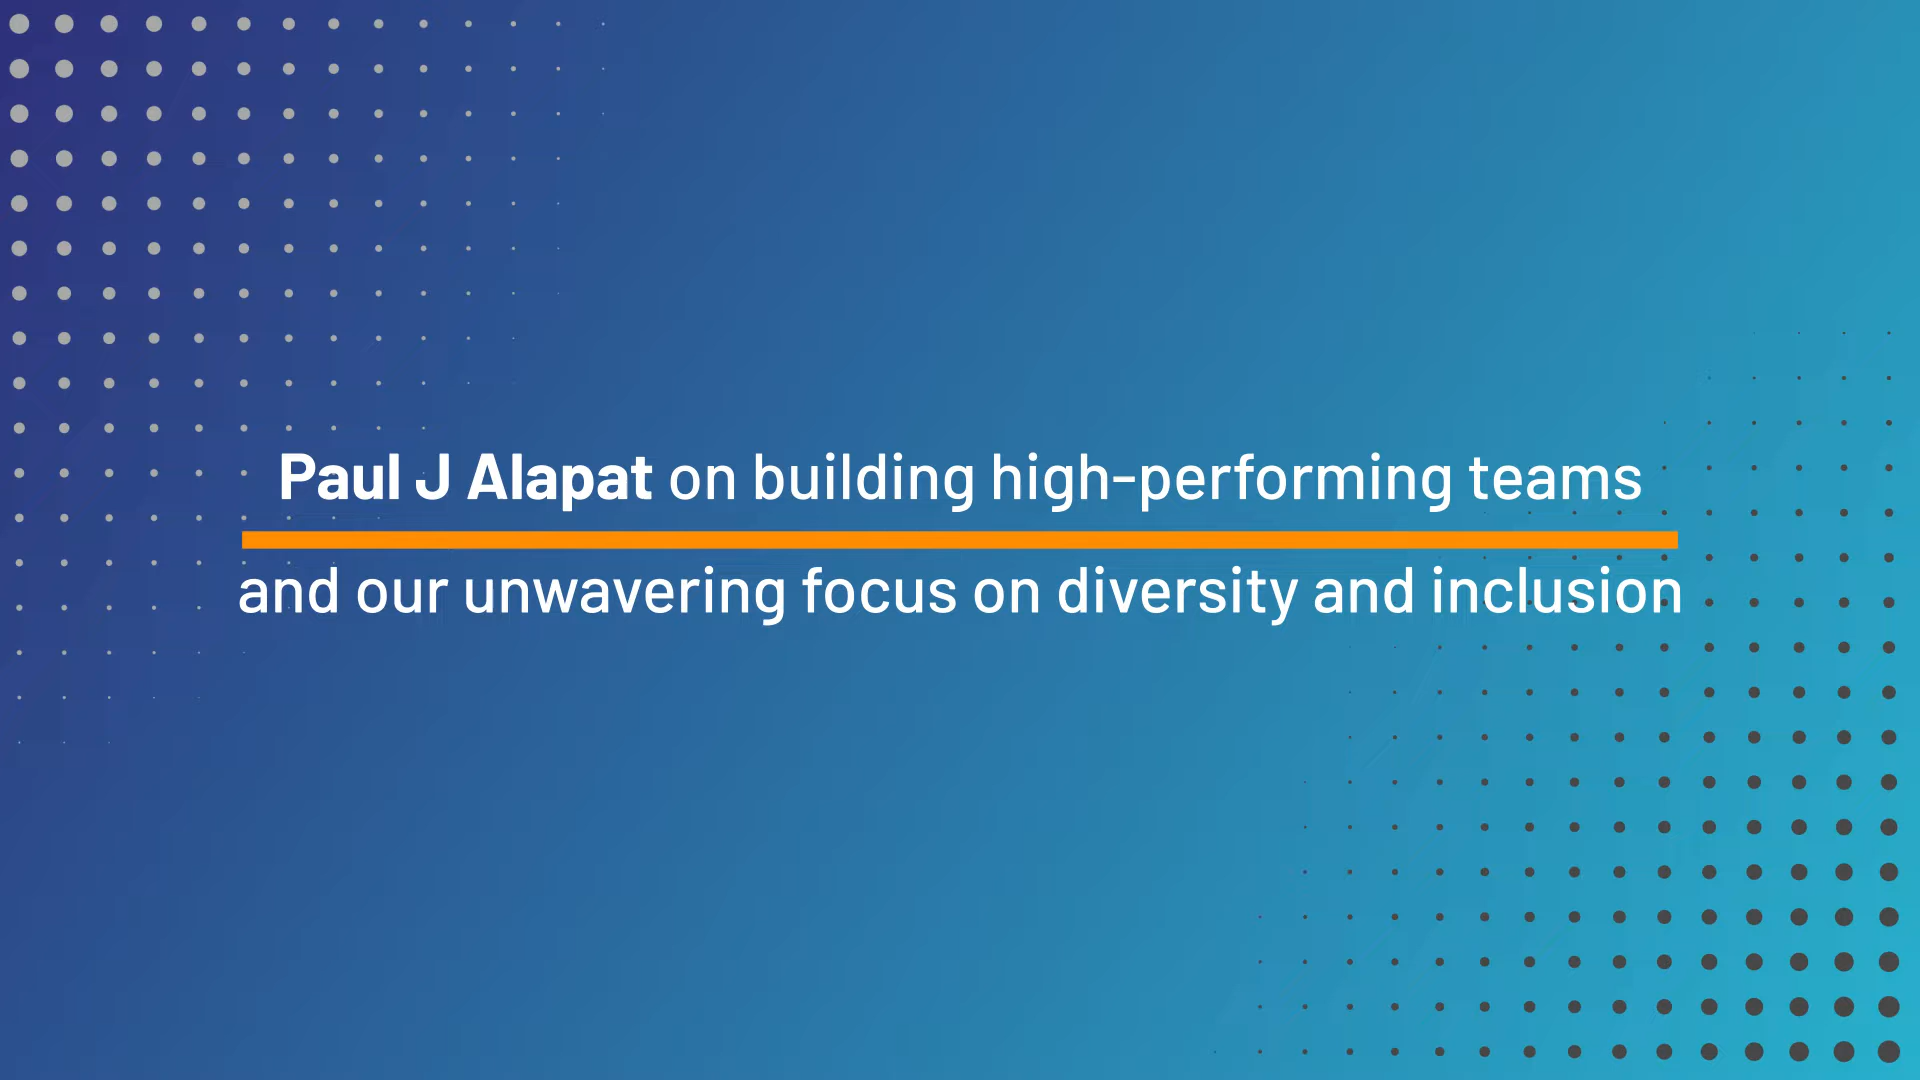 Paul J Alapat on building high-performing teams
and our unwavering focus on diversity and inclusion